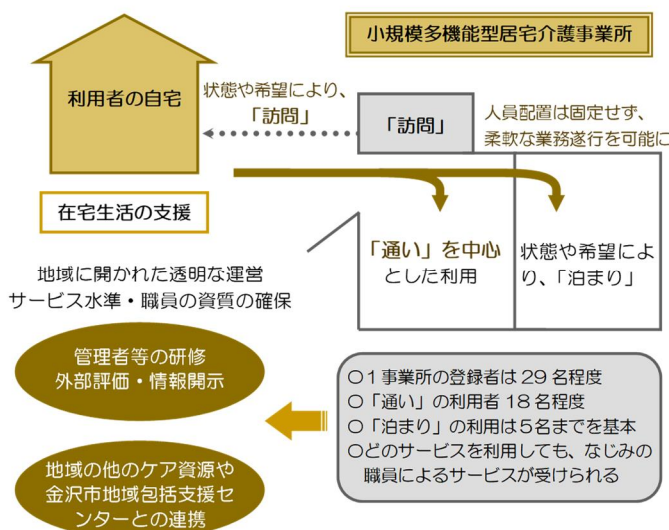 小規模多機能型居宅介護事業所
利用者の自宅
状態や希望により、
「訪問」
「訪問」
人員配置は固定せず、
柔軟な業務遂行を可能に
在宅生活の支援
「通い」を中心
とした利用
状態や希望によ
り、「泊まり」
地域に開かれた透明な運営
サービス水準・職員の資質の確保
管理者等の研修
外部評価・情報開示
○1事業所の登録者は29名程度
○「通い」の利用者18名程度
○「泊まり」の利用は5名までを基本
○どのサービスを利用しても、なじみの
職員によるサービスが受けられる
地域の他のケア資源や
金沢市地域包括支援セ
ンターとの連携